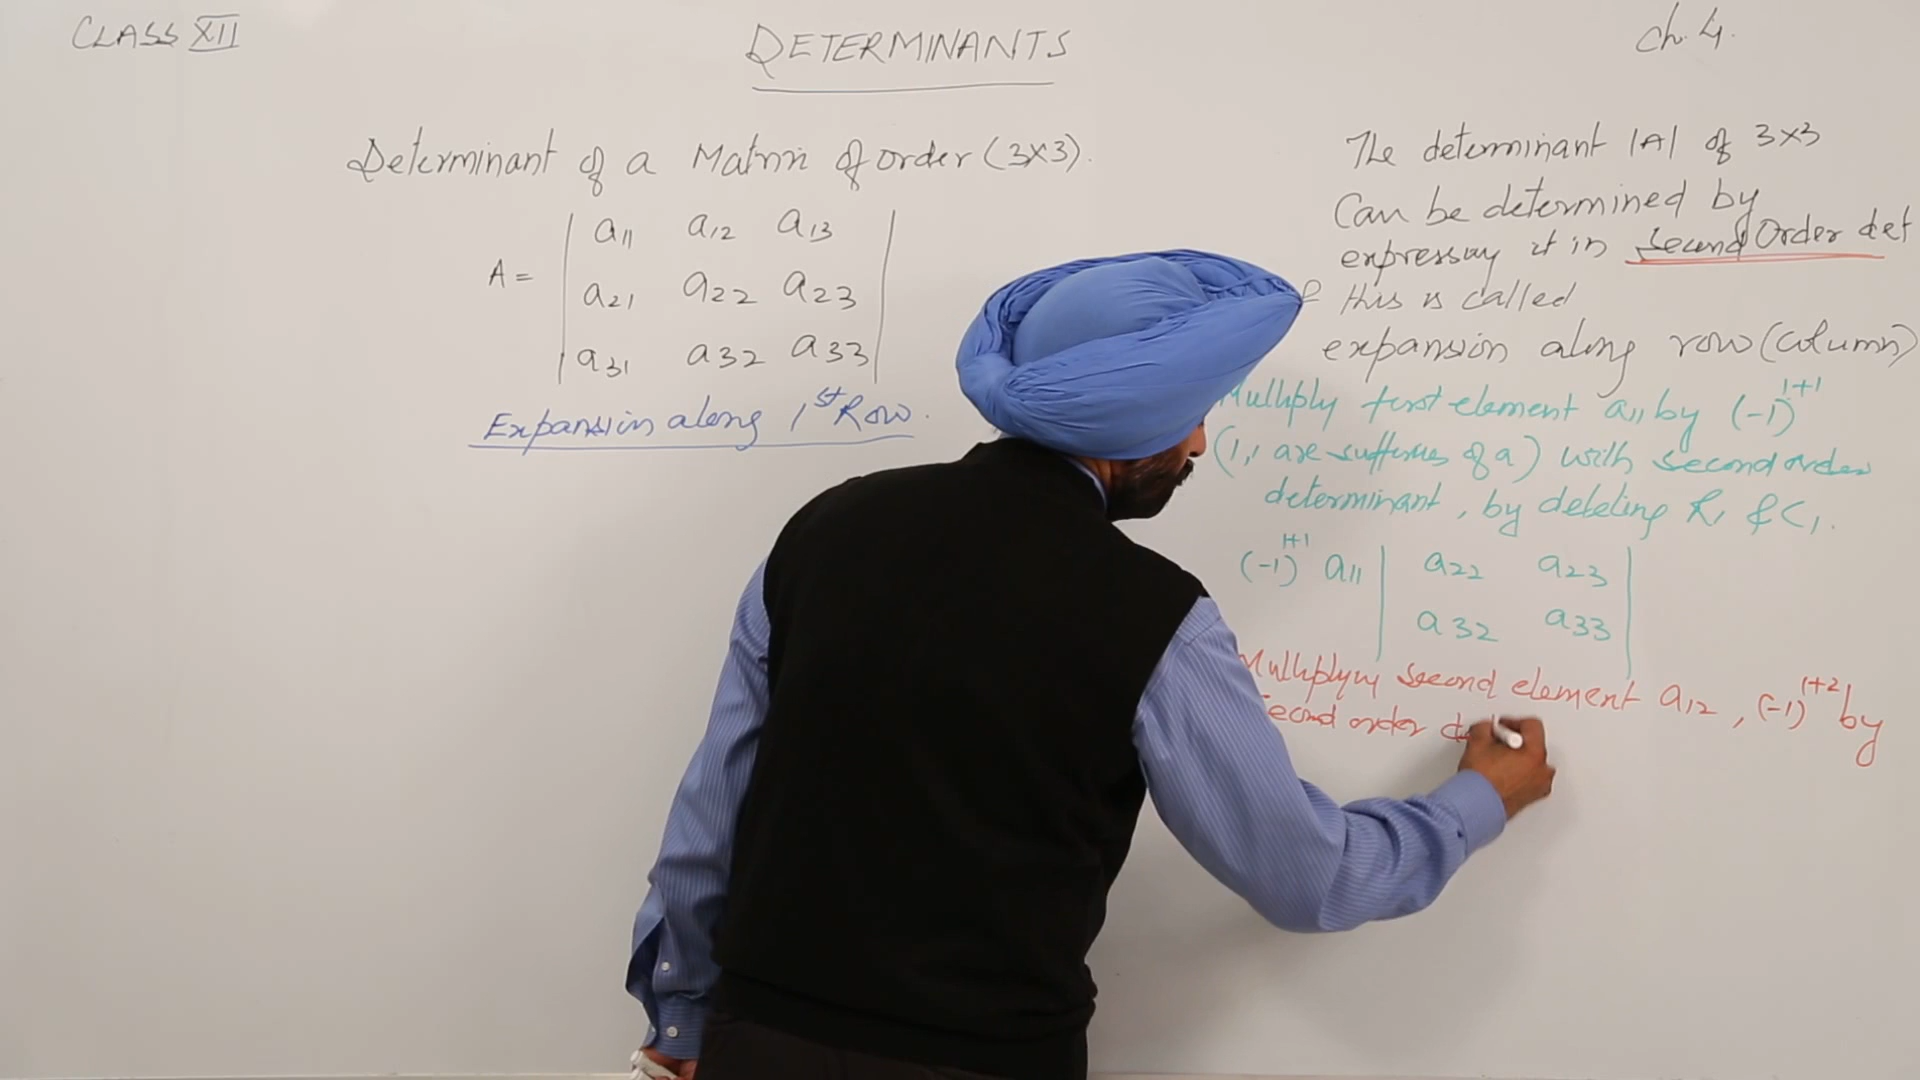 CLASS XII
DETERMINANTS
Ch. 4.
Determinant of a Matrix of order (3×3).
A =
a11 a12 a13
a21 a22 a23
a31 a32 a33
Expansion along 1st Row.
The determinant |A| of 3×3
Can be determined by
it in Second Order det
this is called
expansion along row (column)
Multiply first element a11 by (-1)^1+1
(1,1 are suffixes of a) with second order
determinant, by deleting R1 & C1.
(-1)^1+1 a11 | a22 a23 |
| a32 a33 |
Multiplying second element a12, (-1)^1+2 by
Second order